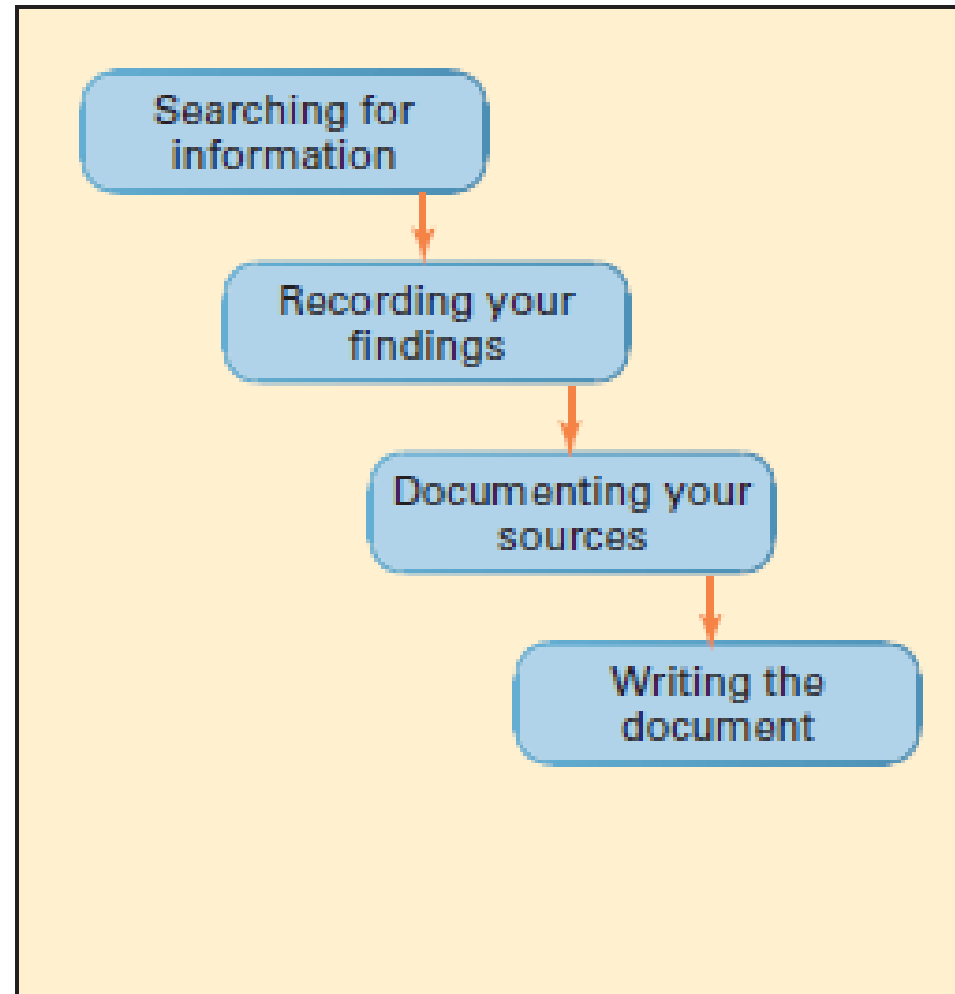 Searching for
information
Recording your
findings
Documenting your
sources
Writing the
document